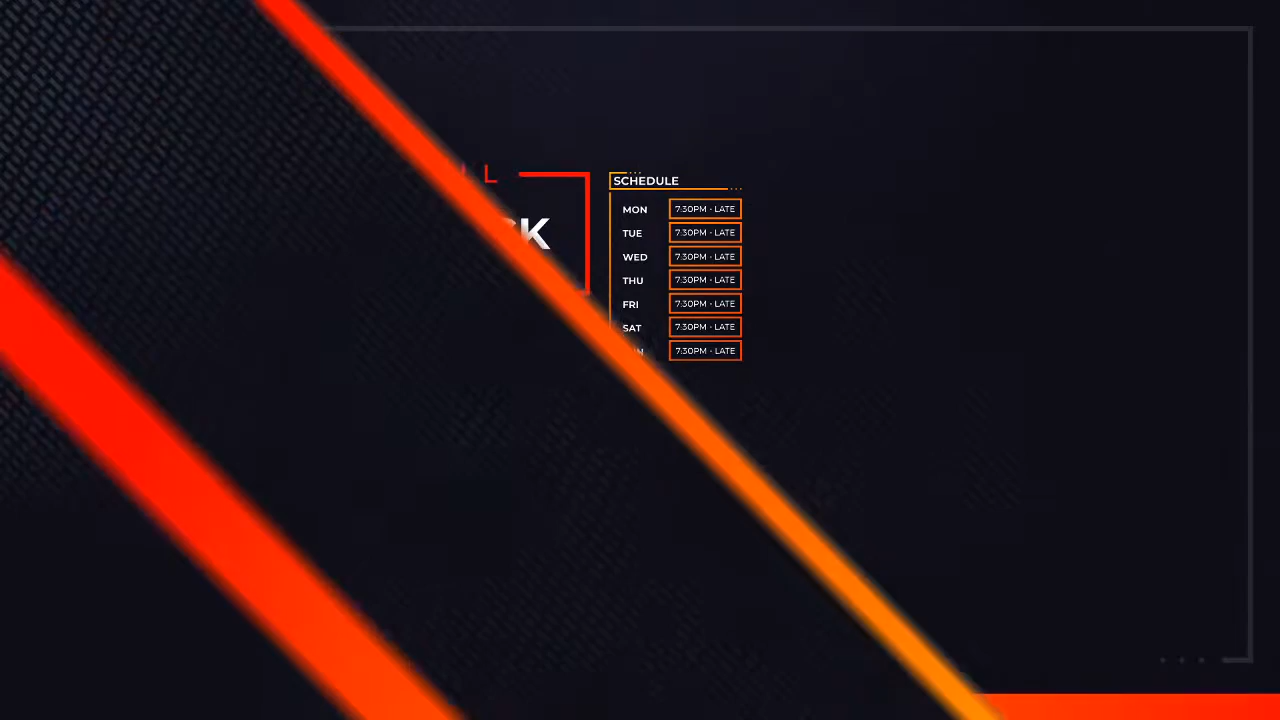 SCHEDULE
MON 7:30PM - LATE
TUE 7:30PM - LATE
WED 7:30PM - LATE
THU 7:30PM - LATE
FRI 7:30PM - LATE
SAT 7:30PM - LATE
7:30PM - LATE